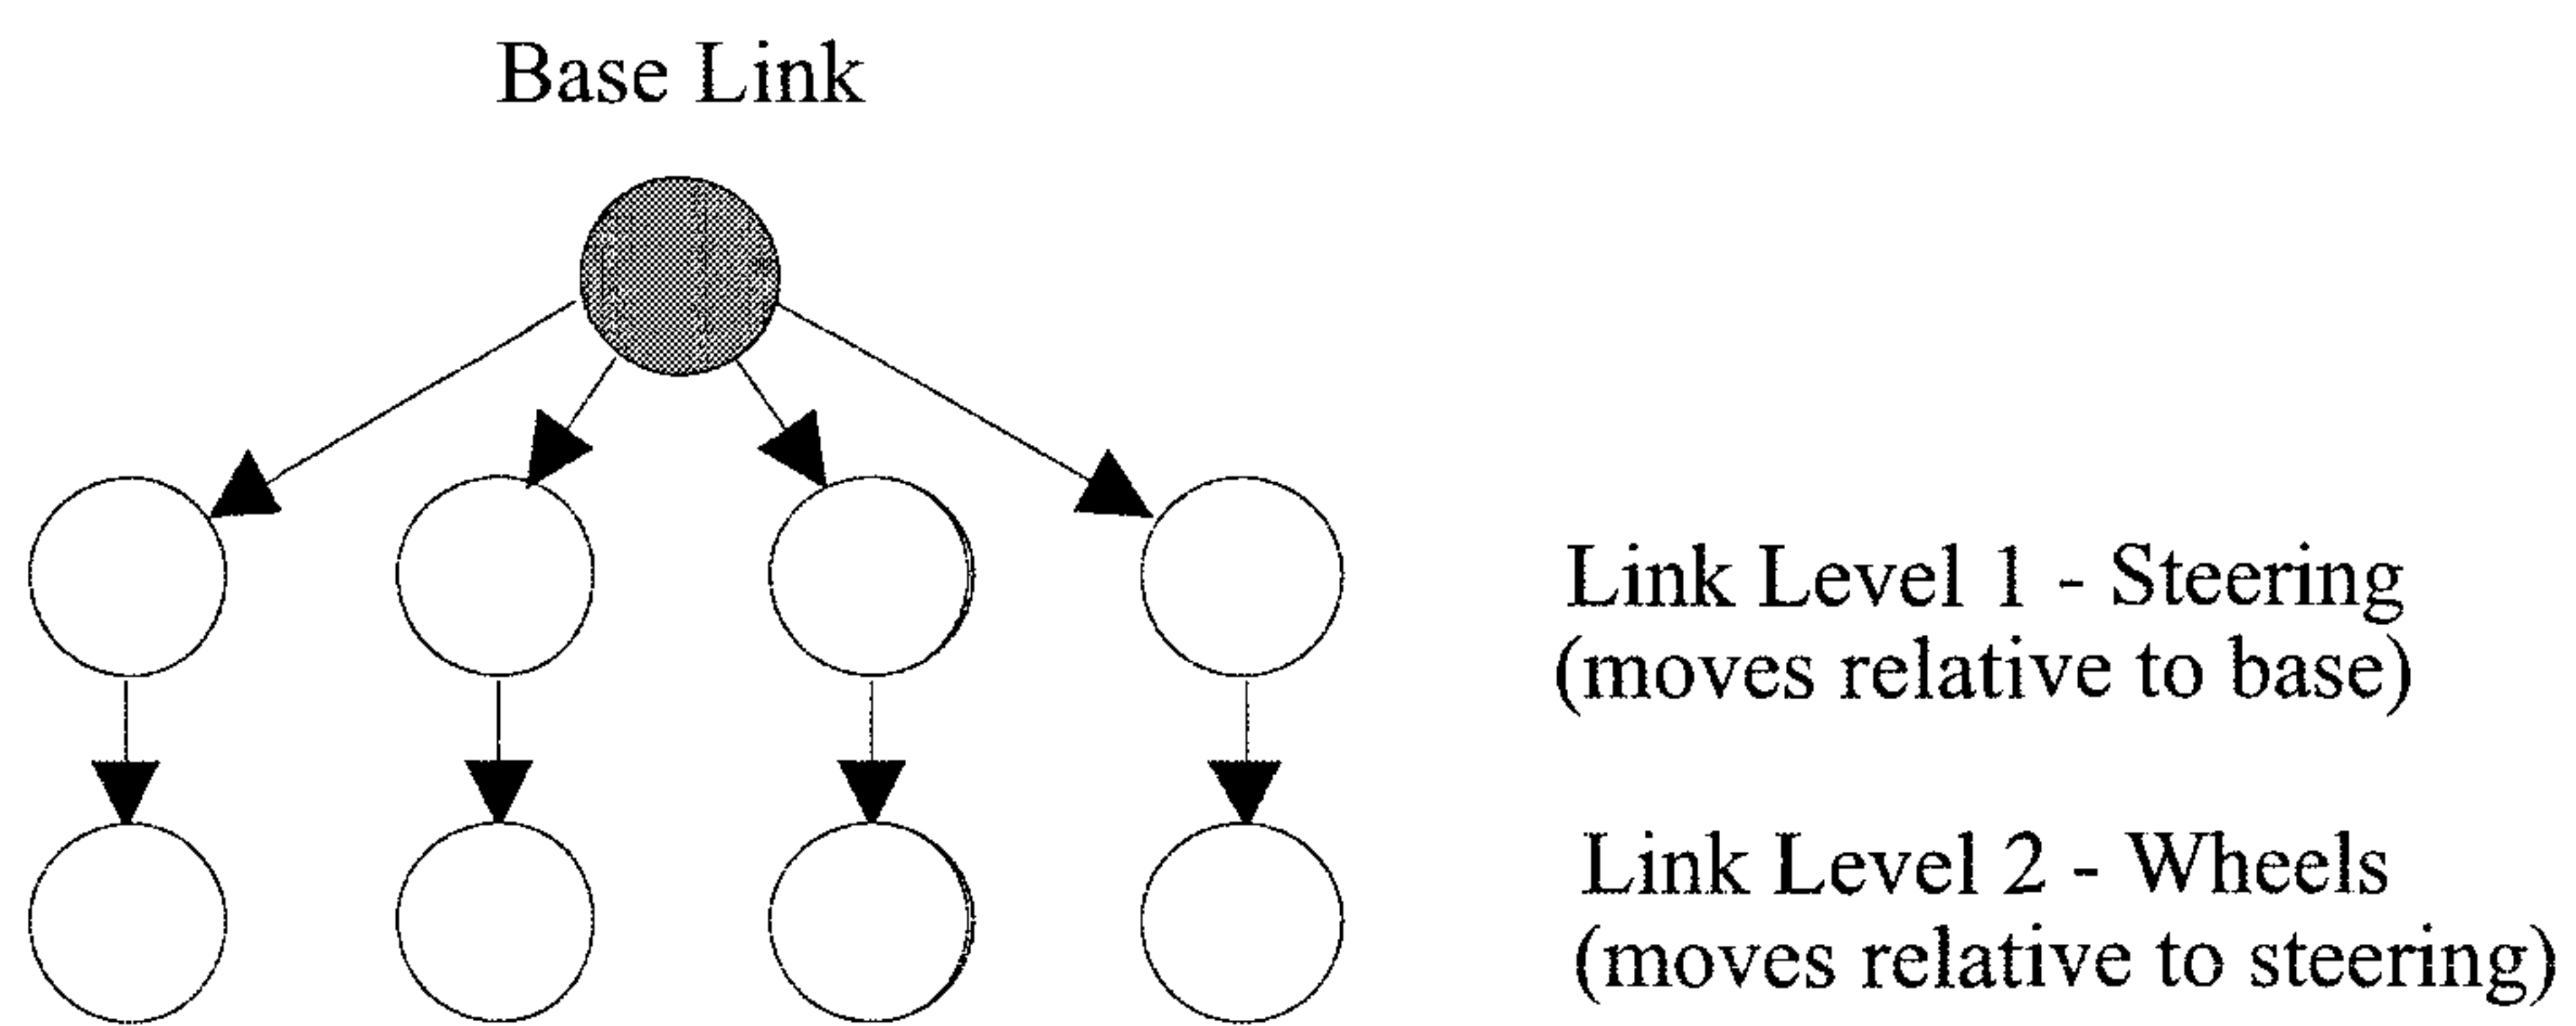 Base Link
Link Level 1 - Steering
(moves relative to base)
Link Level 2 - Wheels
(moves relative to steering)